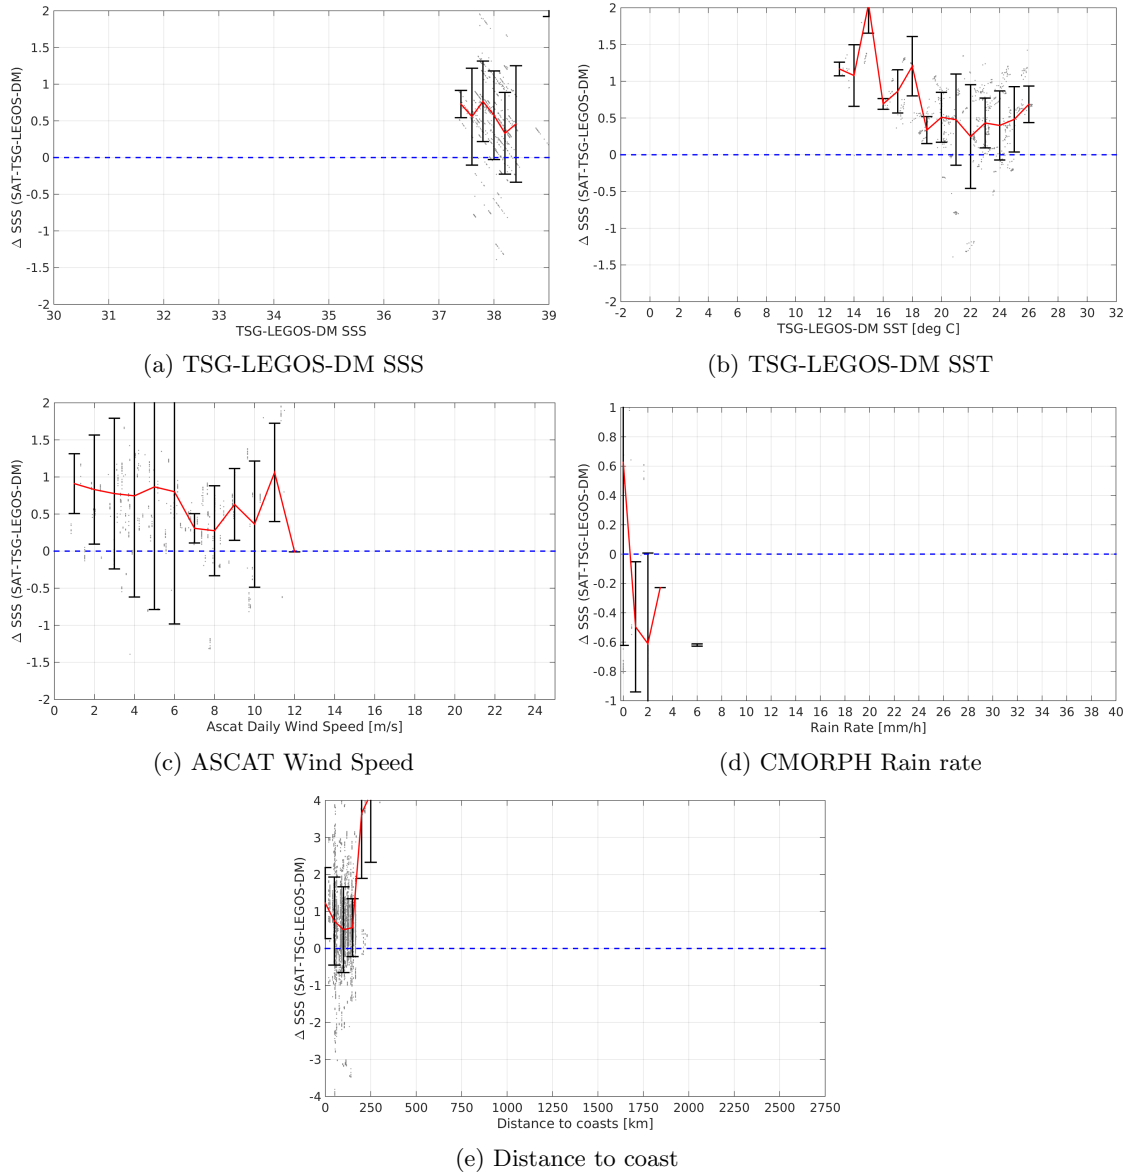 2
1.5
1
0.5
0
-0.5
-1
-1.5
-2
Δ SSS (SAT-TSG-LEGOS-DM)
30 31 32 33 34 35 36 37 38 39
TSG-LEGOS-DM SSS
(a) TSG-LEGOS-DM SSS
2
1.5
1
0.5
0
-0.5
-1
-1.5
-2
Δ SSS (SAT-TSG-LEGOS-DM)
-2 0 2 4 6 8 10 12 14 16 18 20 22 24 26 28 30 32
TSG-LEGOS-DM SST [deg C]
(b) TSG-LEGOS-DM SST
2
1.5
1
0.5
0
-0.5
-1
-1.5
-2
Δ SSS (SAT-TSG-LEGOS-DM)
0 2 4 6 8 10 12 14 16 18 20 22 24
Ascat Daily Wind Speed [m/s]
(c) ASCAT Wind Speed
1
0.8
0.6
0.4
0.2
0
-0.2
-0.4
-0.6
-0.8
-1
Δ SSS (SAT-TSG-LEGOS-DM)
0 2 4 6 8 10 12 14 16 18 20 22 24 26 28 30 32 34 36 38 40
Rain Rate [mm/h]
(d) CMORPH Rain rate
4
3
2
1
0
-1
-2
-3
-4
Δ SSS (SAT-TSG-LEGOS-DM)
0 250 500 750 1000 1250 1500 1750 2000 2250 2500 2750
Distance to coasts [km]
(e) Distance to coast